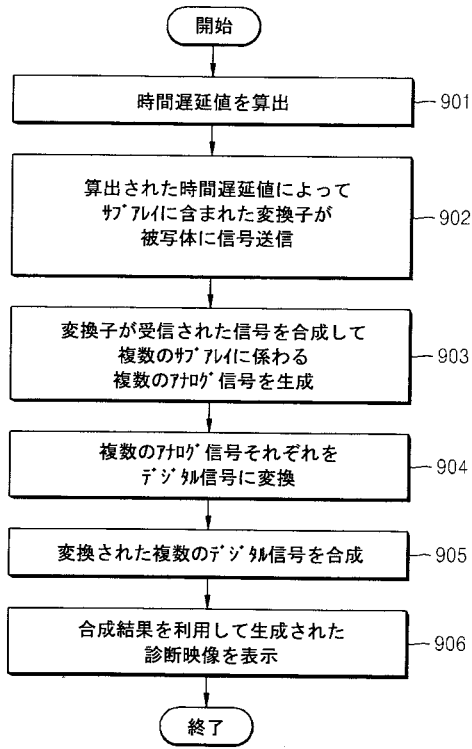 開始
時間遅延値を算出
901
算出された時間遅延値によって
ｻﾌﾞｱﾚｲに含まれた変換子が
被写体に信号送信
902
変換子が受信された信号を合成して
複数のｻﾌﾞｱﾚｲに係わる
複数のｱﾅﾛｸﾞ信号を生成
903
複数のｱﾅﾛｸﾞ信号それぞれを
ﾃﾞｼﾞﾀﾙ信号に変換
904
変換された複数のﾃﾞｼﾞﾀﾙ信号を合成
905
合成結果を利用して生成された
診断映像を表示
906
終了